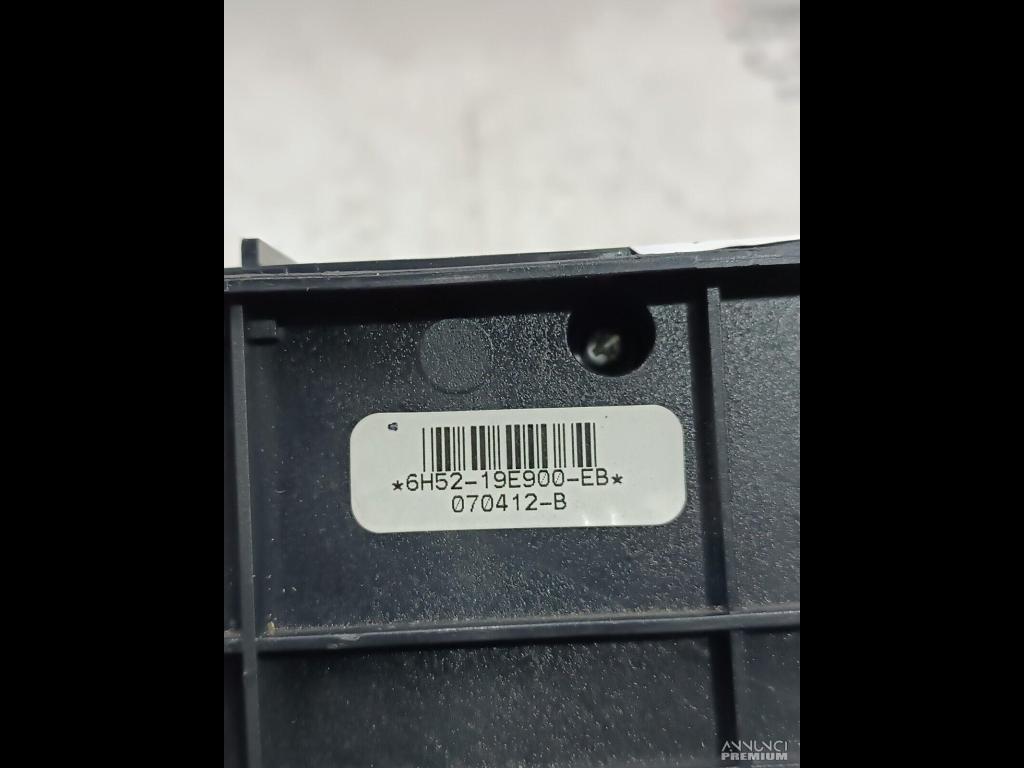 *6H52-19E900-EB*
070412-B
ANNUNCI
PREMIUM